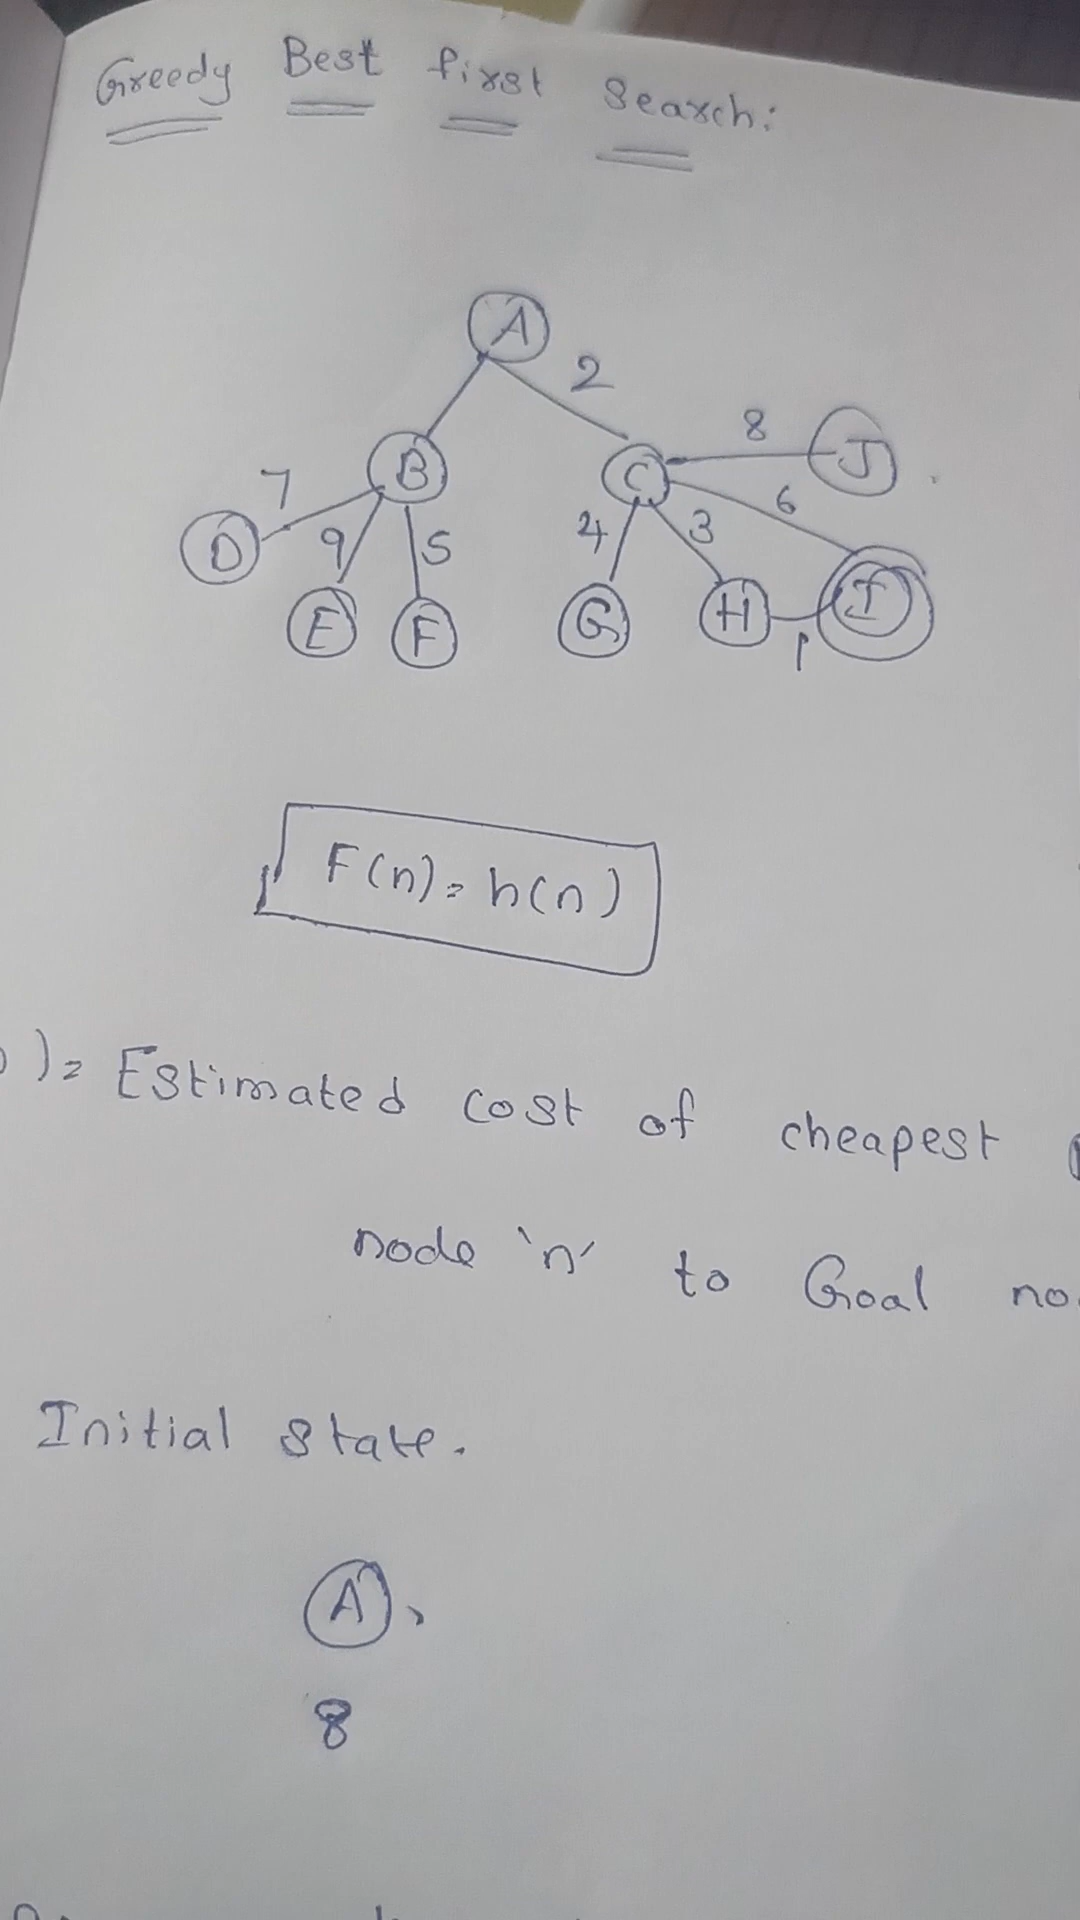 Greedy Best first Search:
A
2
8
J
B
C
7
6
D
9
5
4
3
E
F
G
H
I
1
F(n) = h(n)
) = Estimated cost of cheapest
node 'n' to Goal no
Initial state.
A
8